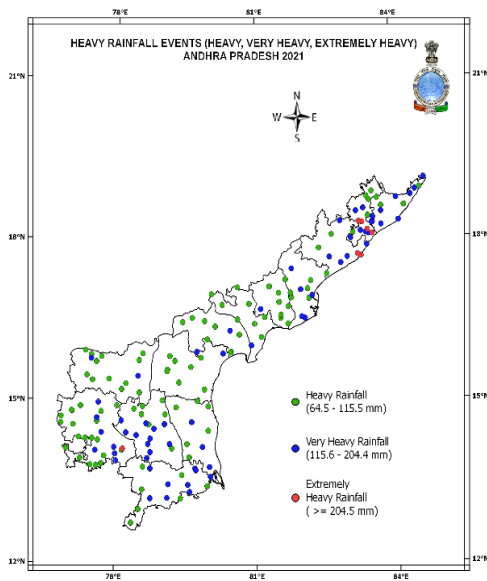 78°E 81°E 84°E
HEAVY RAINFALL EVENTS (HEAVY, VERY HEAVY, EXTREMELY HEAVY)
ANDHRA PRADESH 2021
21°N 21°N
N
W E
S
18°N 18°N
15°N 15°N
Heavy Rainfall
(64.5 - 115.5 mm)
Very Heavy Rainfall
(115.6 - 204.4 mm)
Extremely
Heavy Rainfall
( >= 204.5 mm)
12°N 12°N
78°E 81°E 84°E